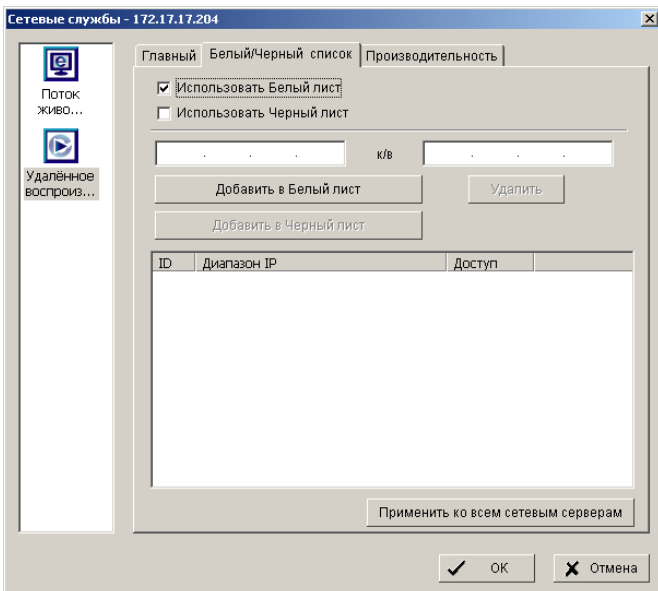 Сетевые службы - 172.17.17.204
Главный Белый/Черный список Производительность
Поток
живо...
Удалённое
воспроиз...
Использовать Белый лист
Использовать Черный лист
. . . к/в . . .
Добавить в Белый лист Удалить
Добавить в Черный лист
ID Диапазон IP Доступ
Применить ко всем сетевым серверам
OK Отмена